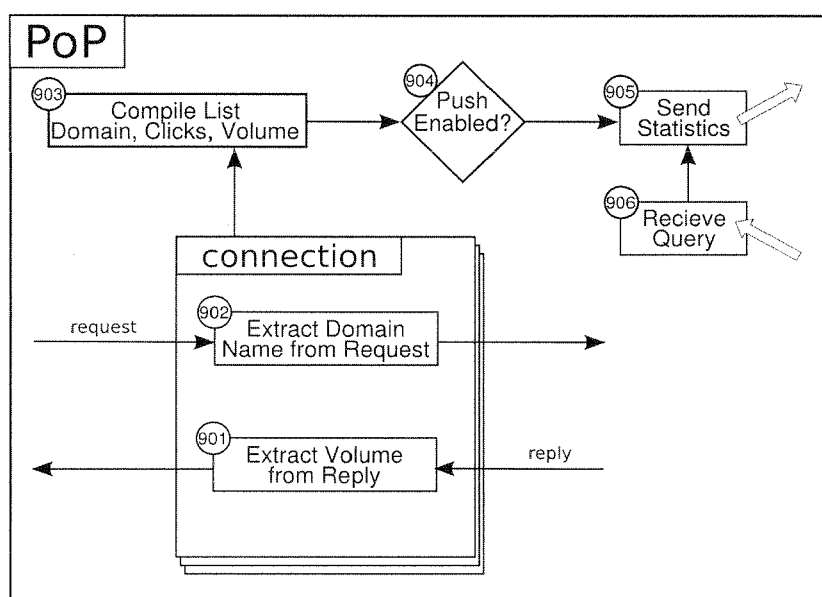 PoP
903
Compile List
Domain, Clicks, Volume
904
Push
Enabled?
905
Send
Statistics
906
Recieve
Query
connection
902
request
Extract Domain
Name from Request
901
Extract Volume
from Reply
reply